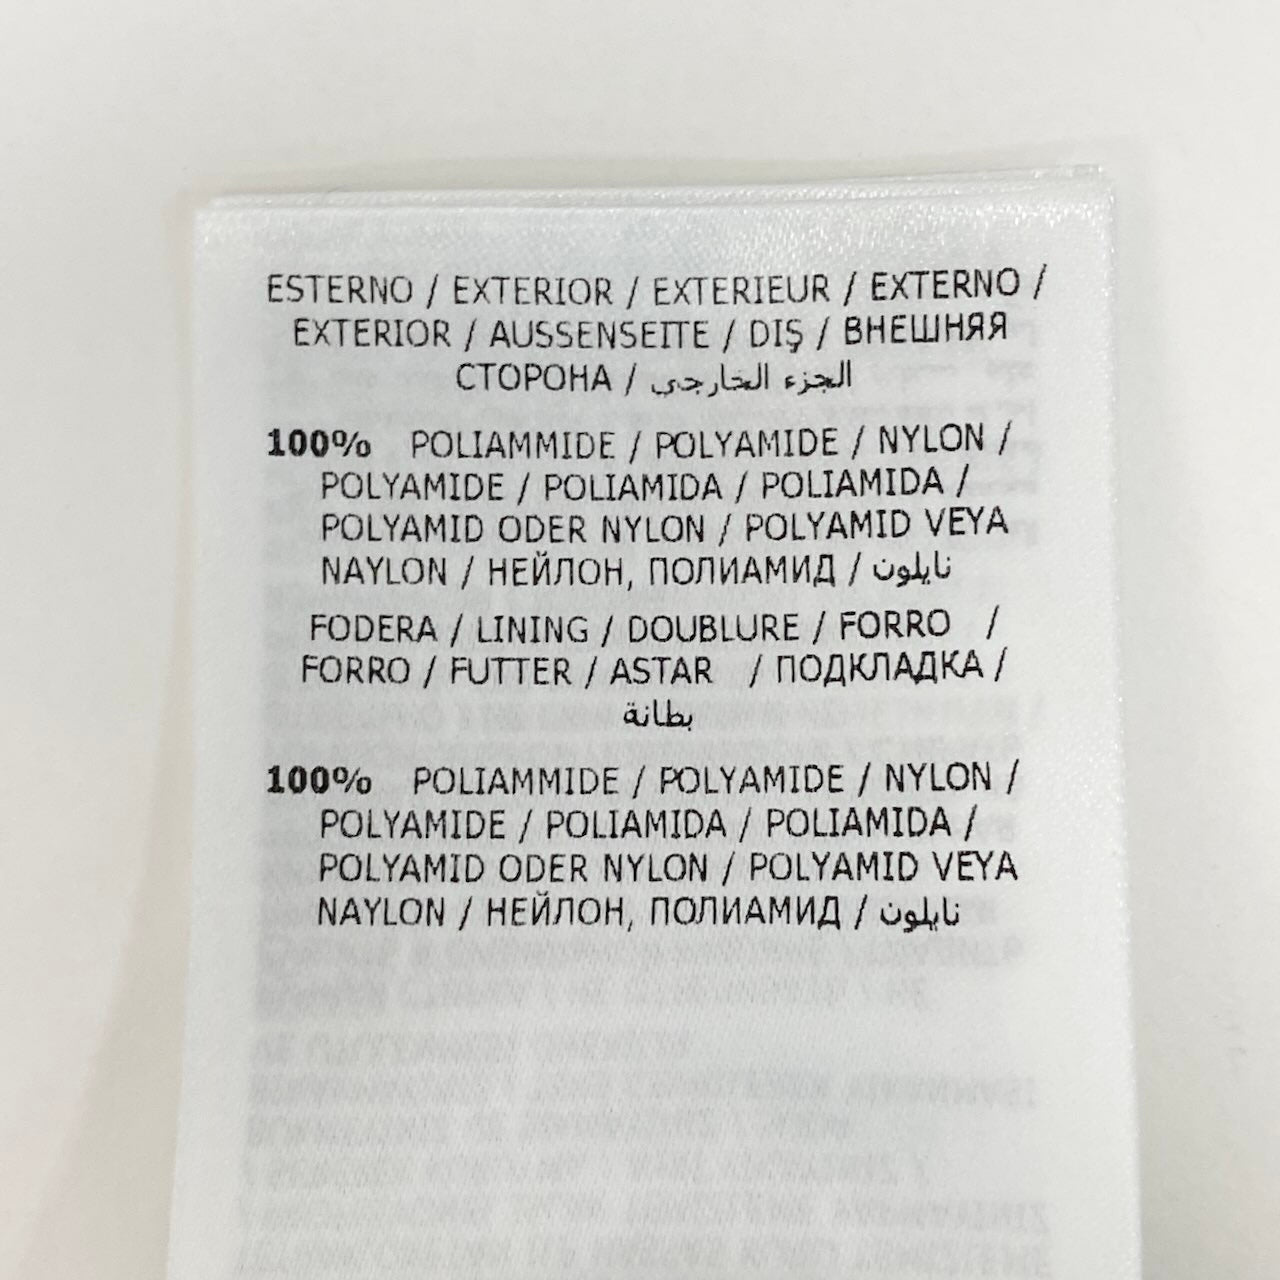 ESTERNO / EXTERIOR / EXTERIEUR / EXTERNO /
EXTERIOR / AUSSENSEITE / DIŞ / ВНЕШНЯЯ
СТОРОНА / الجزء الخارجي
100% POLIAMMIDE / POLYAMIDE / NYLON /
POLYAMIDE / POLIAMIDA / POLIAMIDA /
POLYAMID ODER NYLON / POLYAMID VEYA
NAYLON / НЕЙЛОН, ПОЛИАМИД / نايلون
FODERA / LINING / DOUBLURE / FORRO /
FORRO / FUTTER / ASTAR / ПОДКЛАДКА /
بطانة
100% POLIAMMIDE / POLYAMIDE / NYLON /
POLYAMIDE / POLIAMIDA / POLIAMIDA /
POLYAMID ODER NYLON / POLYAMID VEYA
NAYLON / НЕЙЛОН, ПОЛИАМИД / نايلون